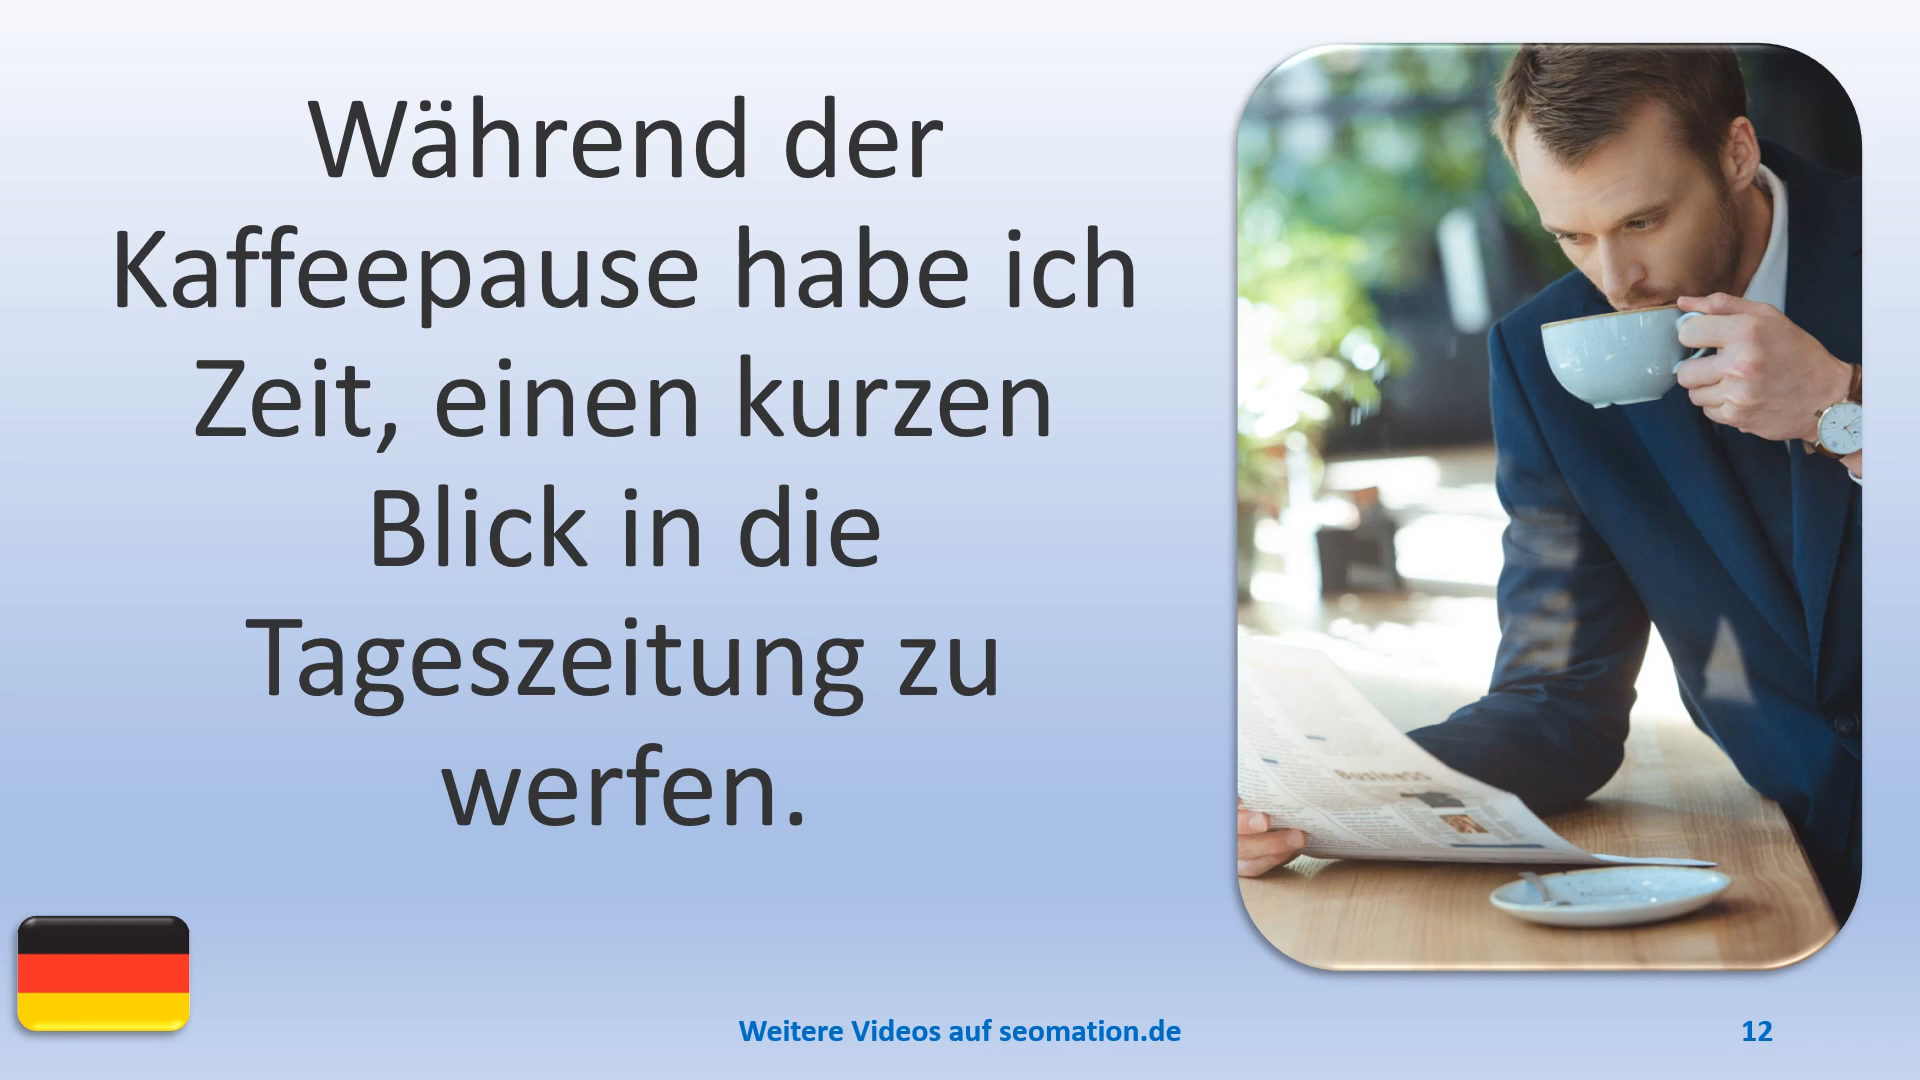 Während der
Kaffeepause habe ich
Zeit, einen kurzen
Blick in die
Tageszeitung zu
werfen.
Business
Weitere Videos auf seomation.de
12